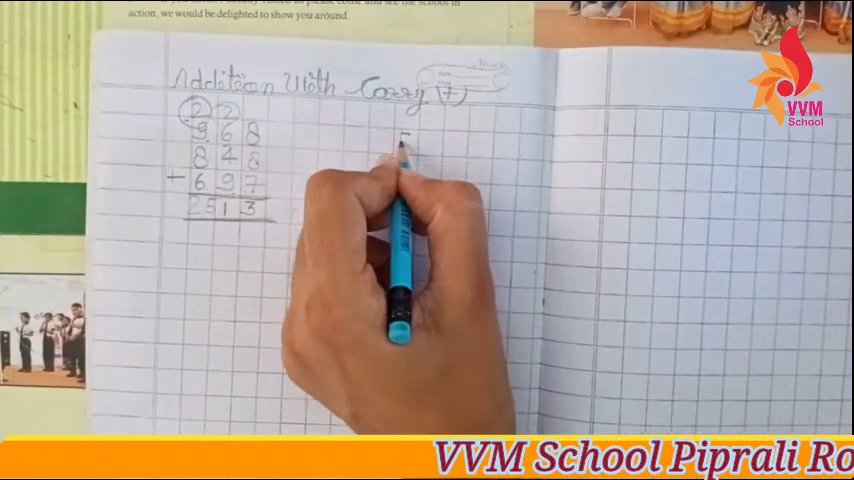 action, we would be delighted to show you around.
VVM
School
Addition With Carry (7)
2 2
9 6 8
8 4 8
+ 6 9 7
2 5 1 3
VVM School Piprali Ro